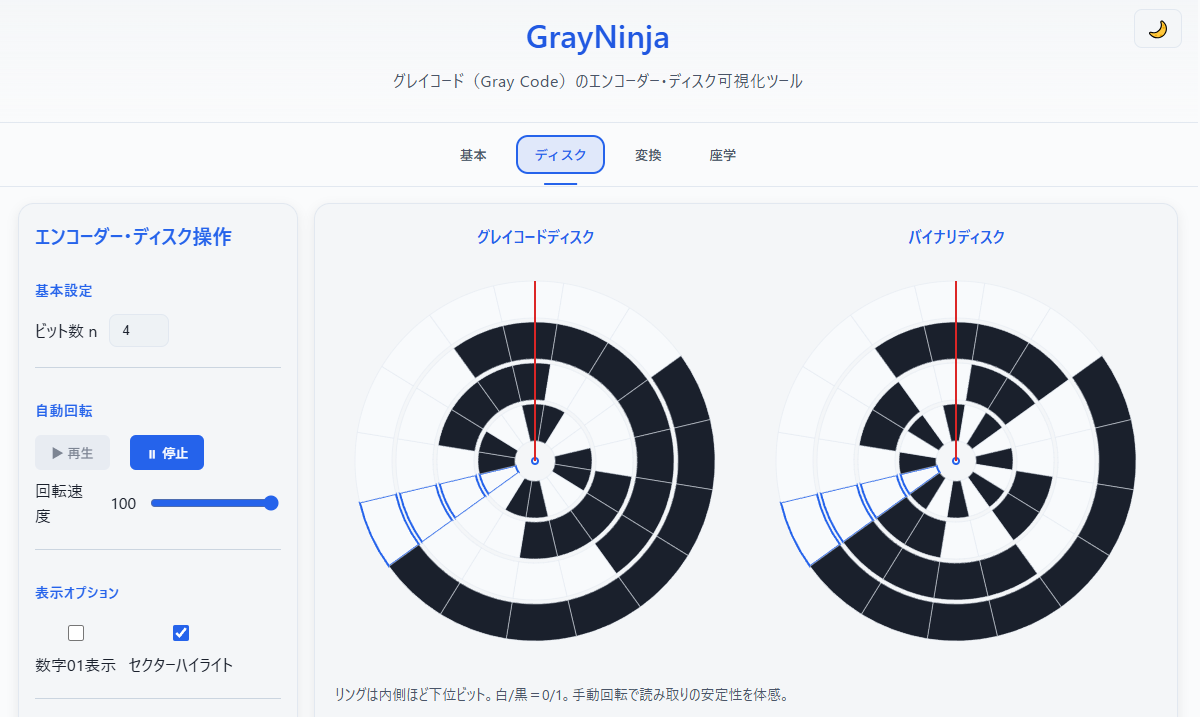 GrayNinja
🌙
グレイコード（Gray Code）のエンコーダー・ディスク可視化ツール
基本
ディスク
変換
座学
エンコーダー・ディスク操作
基本設定
ビット数 n 4
自動回転
▶ 再生
⏸ 停止
回転速
度
100
表示オプション
数字01表示
セクターハイライト
グレイコードディスク
バイナリディスク
リングは内側ほど下位ビット。白/黒＝0/1。手動回転で読み取りの安定性を体感。